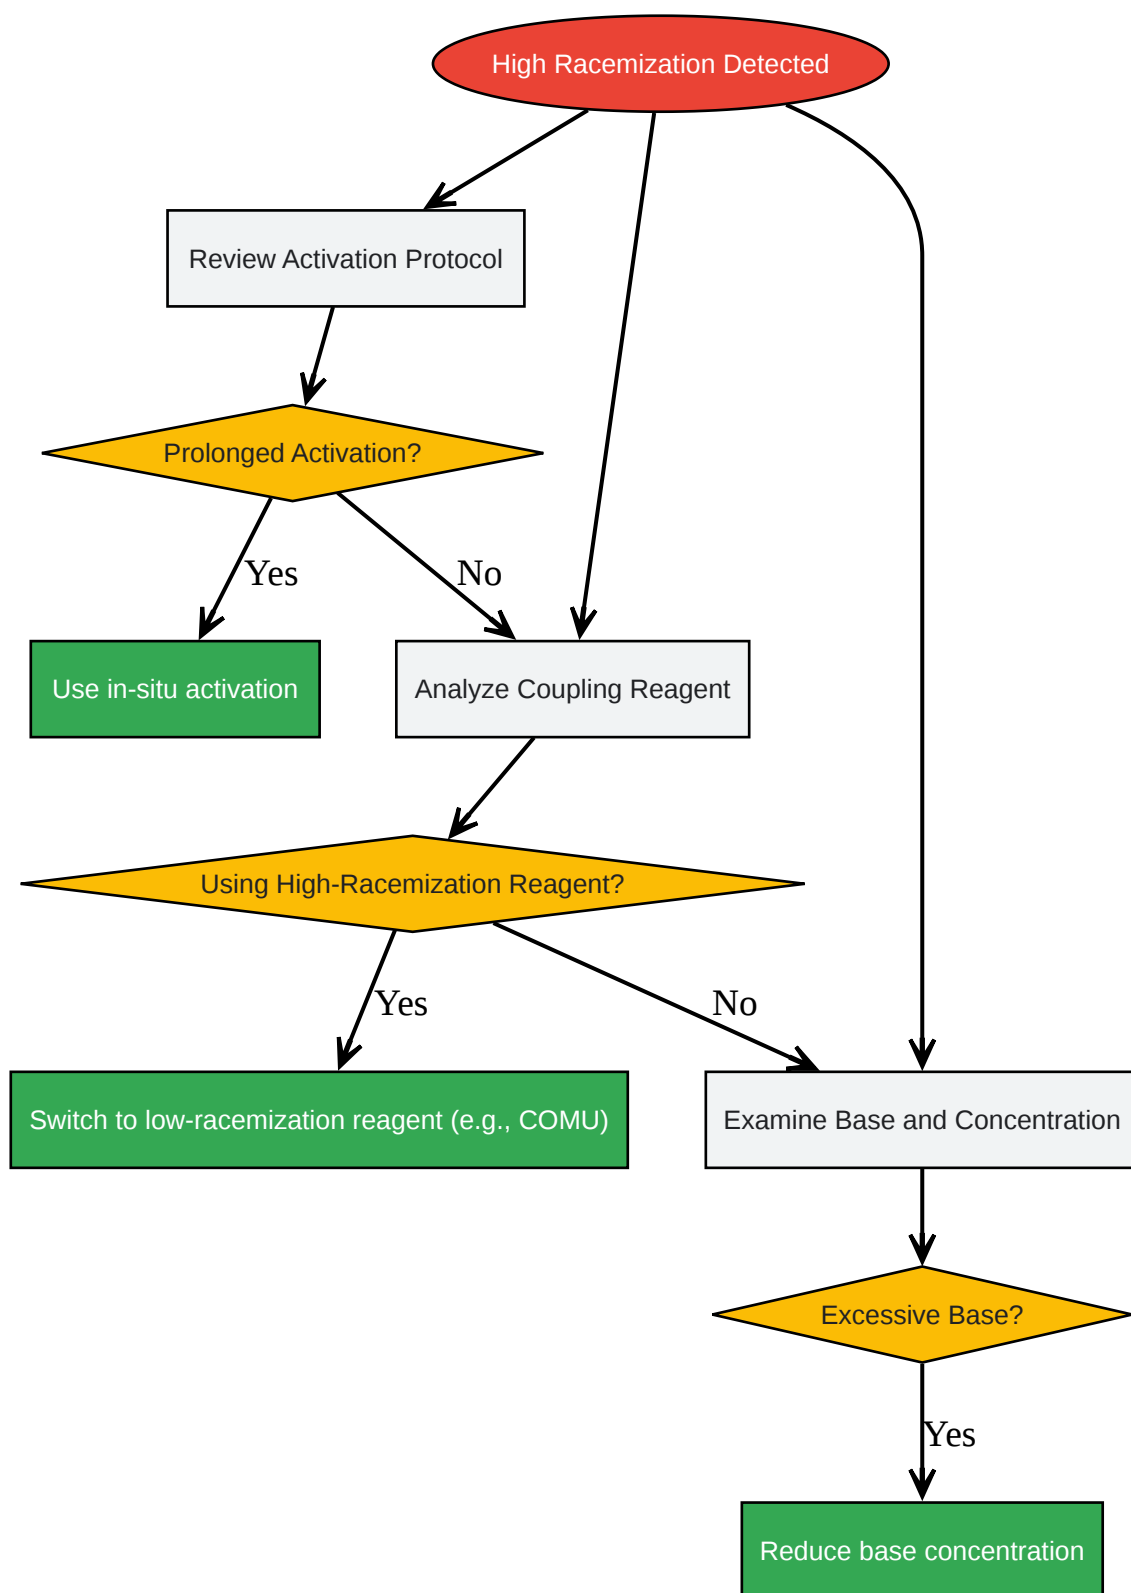 High Racemization Detected
Review Activation Protocol
Prolonged Activation?
Yes
No
Use in-situ activation
Analyze Coupling Reagent
Using High-Racemization Reagent?
Yes
No
Switch to low-racemization reagent (e.g., COMU)
Examine Base and Concentration
Excessive Base?
Yes
Reduce base concentration